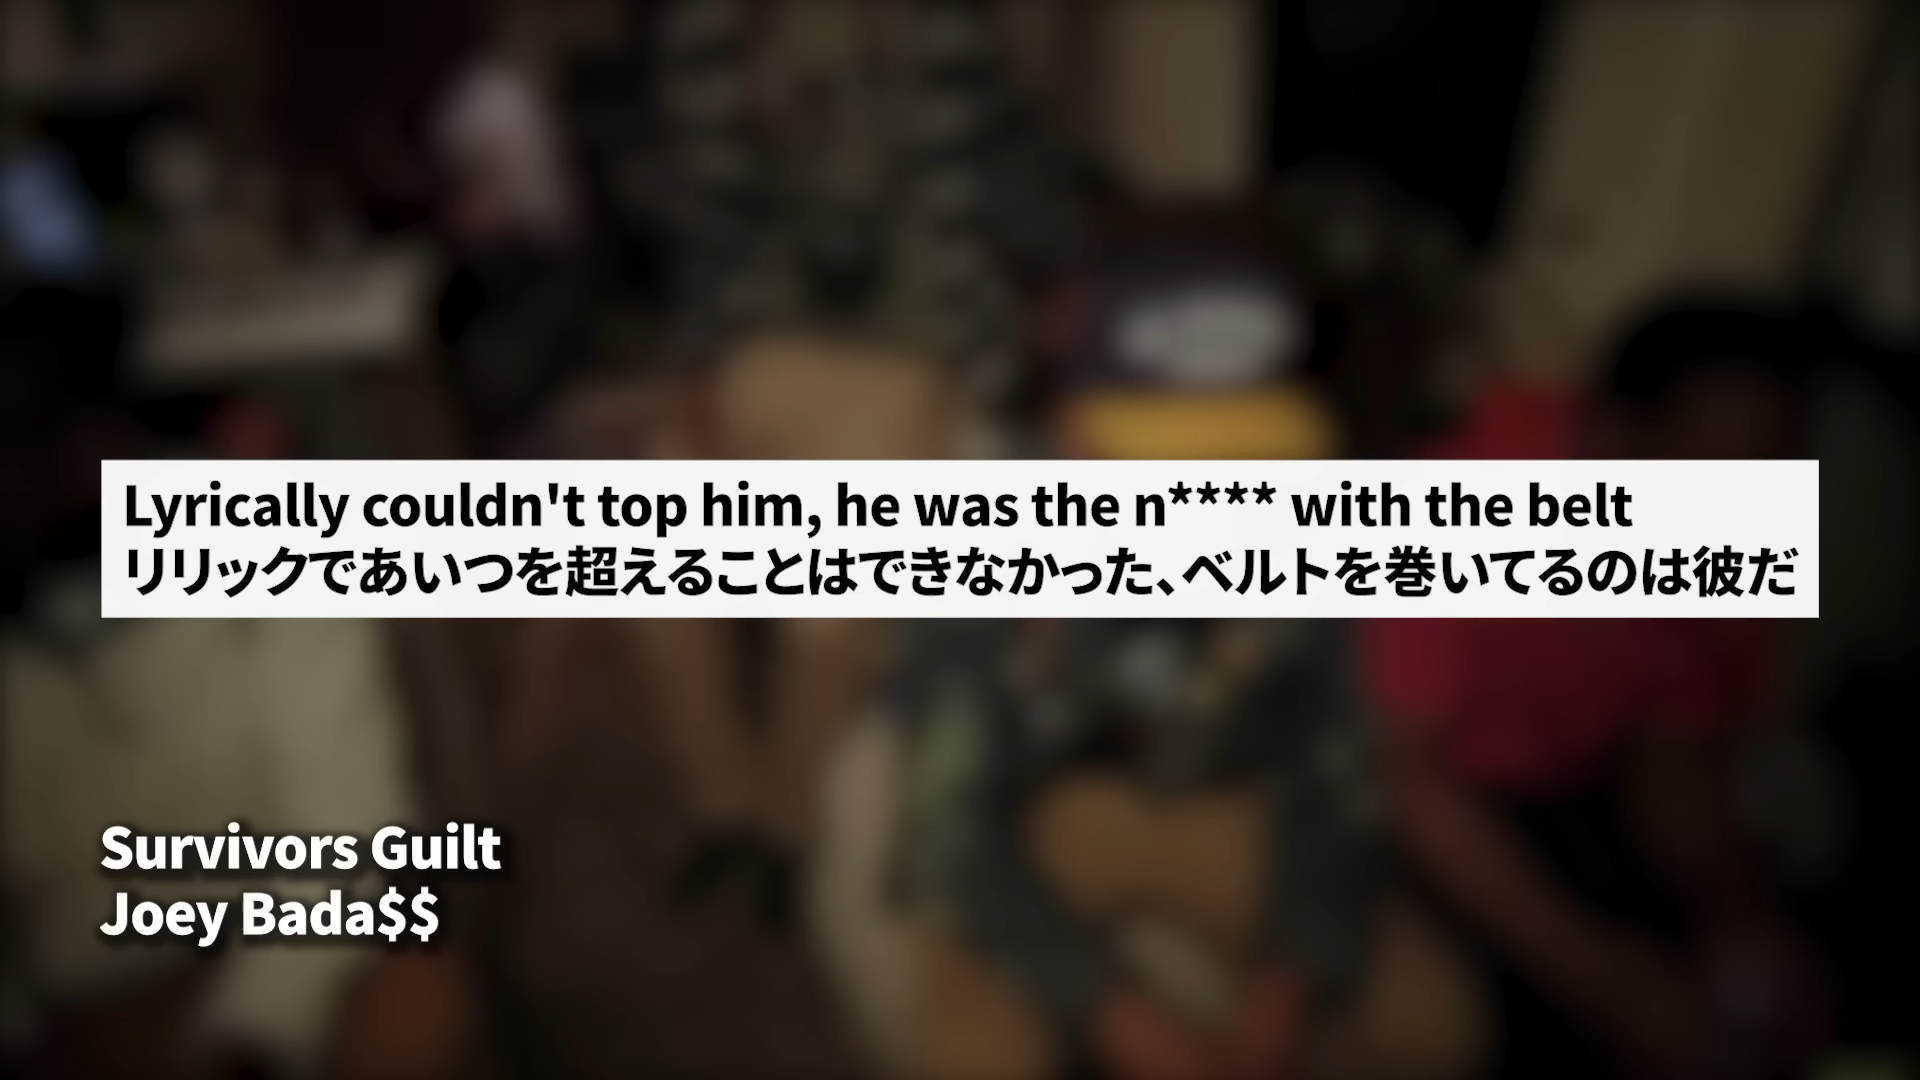 Lyrically couldn't top him, he was the n**** with the belt
リリックであいつを超えることはできなかった、ベルトを巻いてるのは彼だ
Survivors Guilt
Joey Bada$$